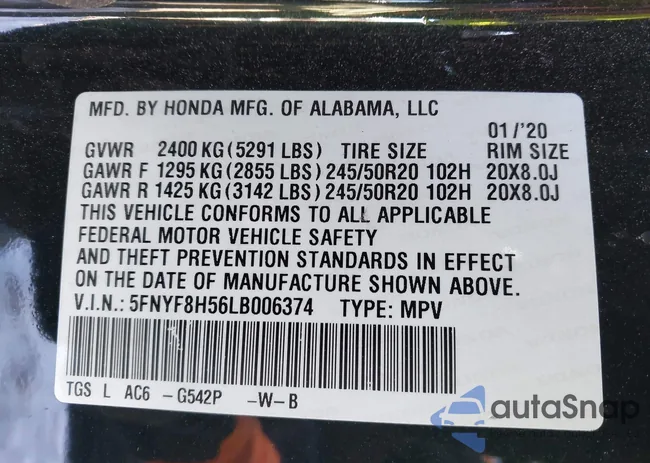 MFD. BY HONDA MFG. OF ALABAMA, LLC
01/'20
GVWR 2400 KG(5291 LBS) TIRE SIZE RIM SIZE
GAWR F 1295 KG(2855 LBS)245/50R20 102H 20X8.0J
GAWR R 1425 KG(3142 LBS)245/50R20 102H 20X8.0J
THIS VEHICLE CONFORMS TO ALL APPLICABLE
FEDERAL MOTOR VEHICLE SAFETY
AND THEFT PREVENTION STANDARDS IN EFFECT
ON THE DATE OF MANUFACTURE SHOWN ABOVE.
V.I.N.: 5FNYF8H56LB006374 TYPE: MPV
TGS L AC6 -G542P -W-B
autoSnap